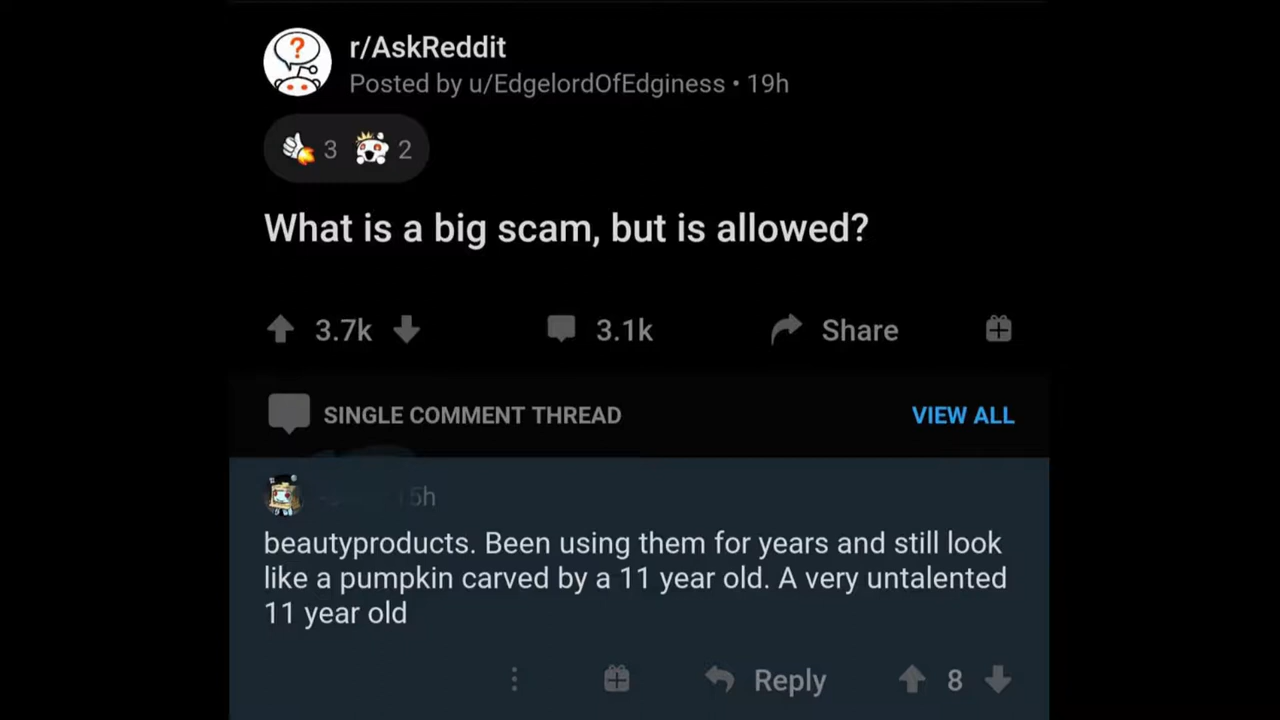 r/AskReddit
Posted by u/EdgelordOfEdginess • 19h
3 2
What is a big scam, but is allowed?
3.7k 3.1k Share
SINGLE COMMENT THREAD VIEW ALL
5h
beautyproducts. Been using them for years and still look
like a pumpkin carved by a 11 year old. A very untalented
11 year old
Reply 8